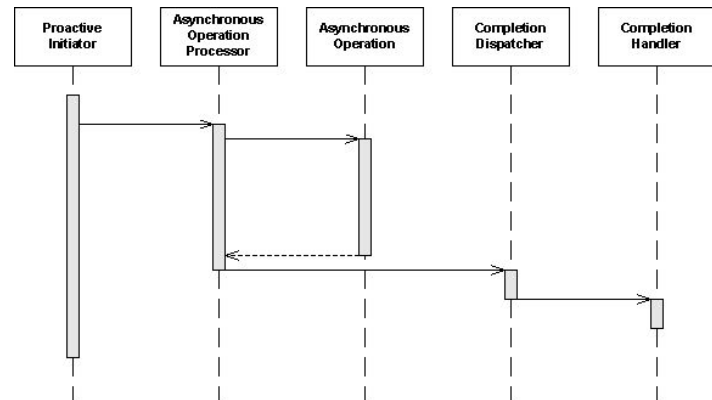 Proactive
Initiator
Asynchronous
Operation
Processor
Asynchronous
Operation
Completion
Dispatcher
Completion
Handler